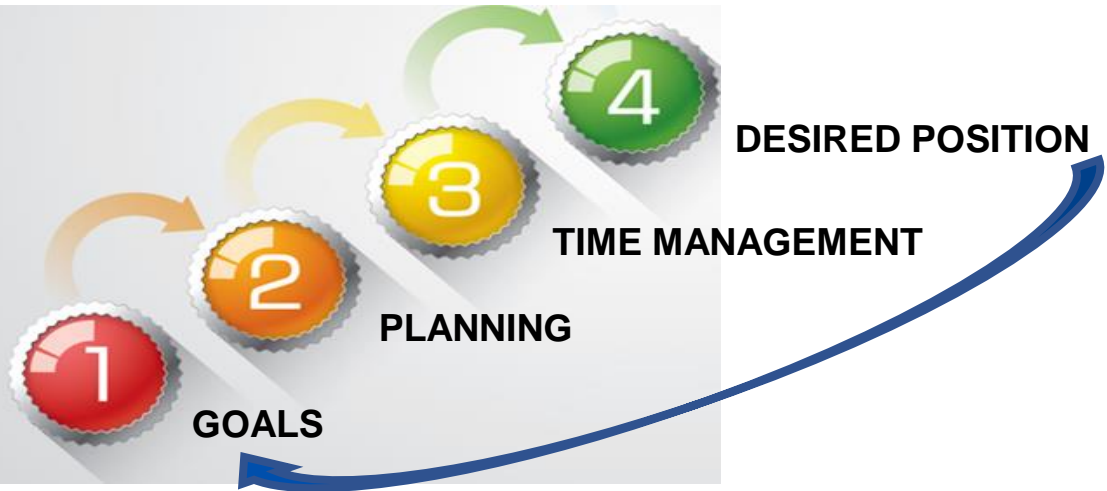 1
GOALS
2
PLANNING
3
TIME MANAGEMENT
4
DESIRED POSITION